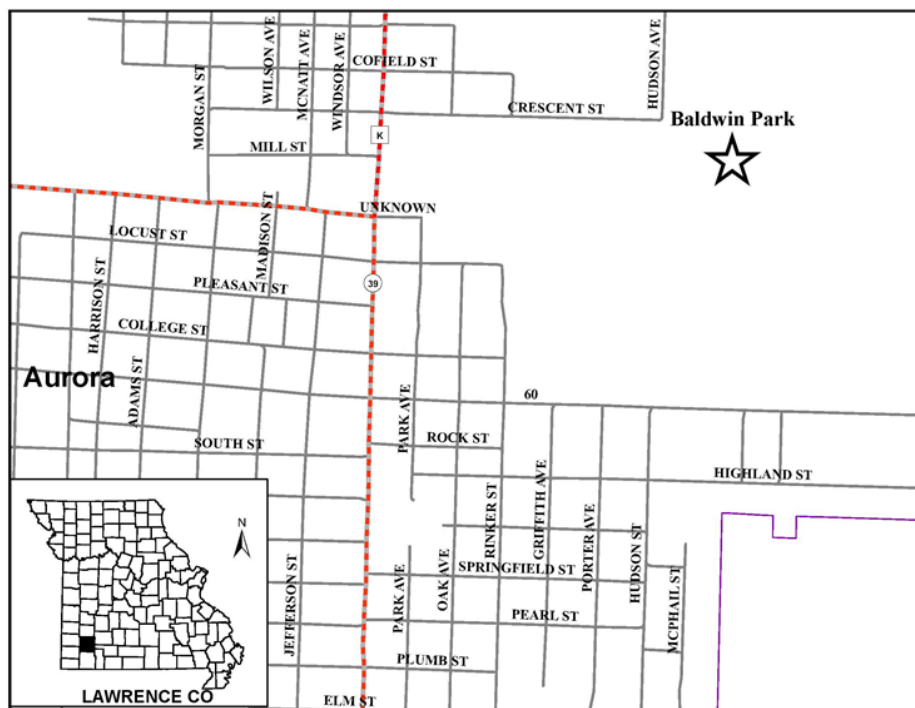 WILSON AVE
MCNATT AVE
WINDSOR AVE
HUDSON AVE
COFIELD ST
CRESCENT ST
MORGAN ST
Baldwin Park
K
MILL ST
UNKNOWN
MADISON ST
LOCUST ST
HARRISON ST
PLEASANT ST
39
COLLEGE ST
Aurora
ADAMS ST
PARK AVE
60
SOUTH ST
ROCK ST
HIGHLAND ST
RINKER ST
GRIFFITH AVE
PORTER AVE
HUDSON ST
N
JEFFERSON ST
PARK AVE
OAK AVE
SPRINGFIELD ST
MCPHAIL ST
PEARL ST
PLUMB ST
LAWRENCE CO
ELM ST